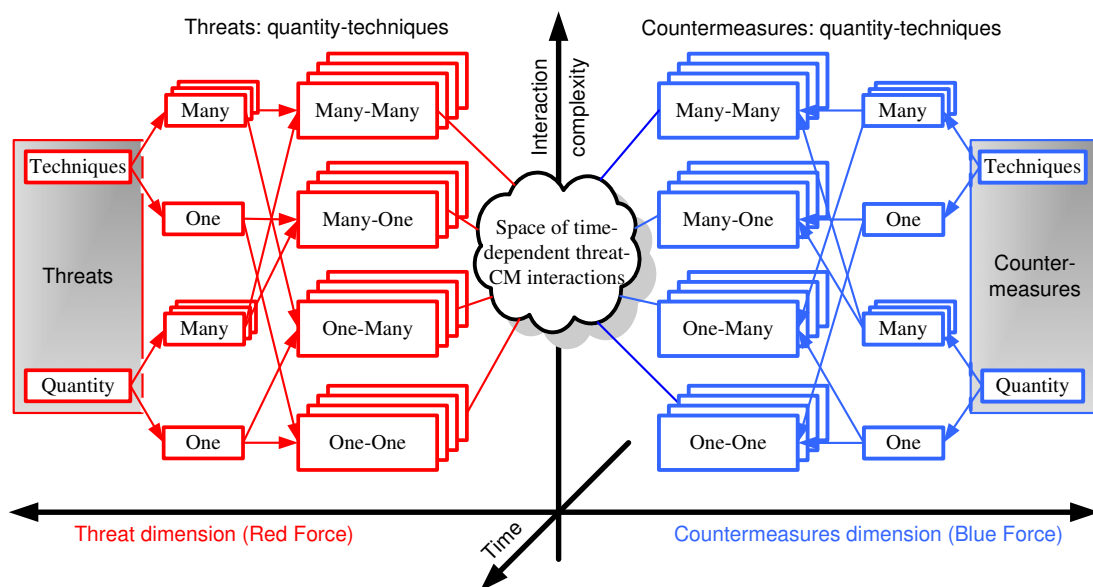 Threats: quantity-techniques
Countermeasures: quantity-techniques
Interaction
complexity
Many
Many-Many
Many-Many
Many
Techniques
Techniques
One
Many-One
Many-One
One
Space of time-
dependent threat-
CM interactions
Threats
Counter-
measures
Many
One-Many
One-Many
Many
Quantity
Quantity
One
One-One
One-One
One
Threat dimension (Red Force)
Time
Countermeasures dimension (Blue Force)